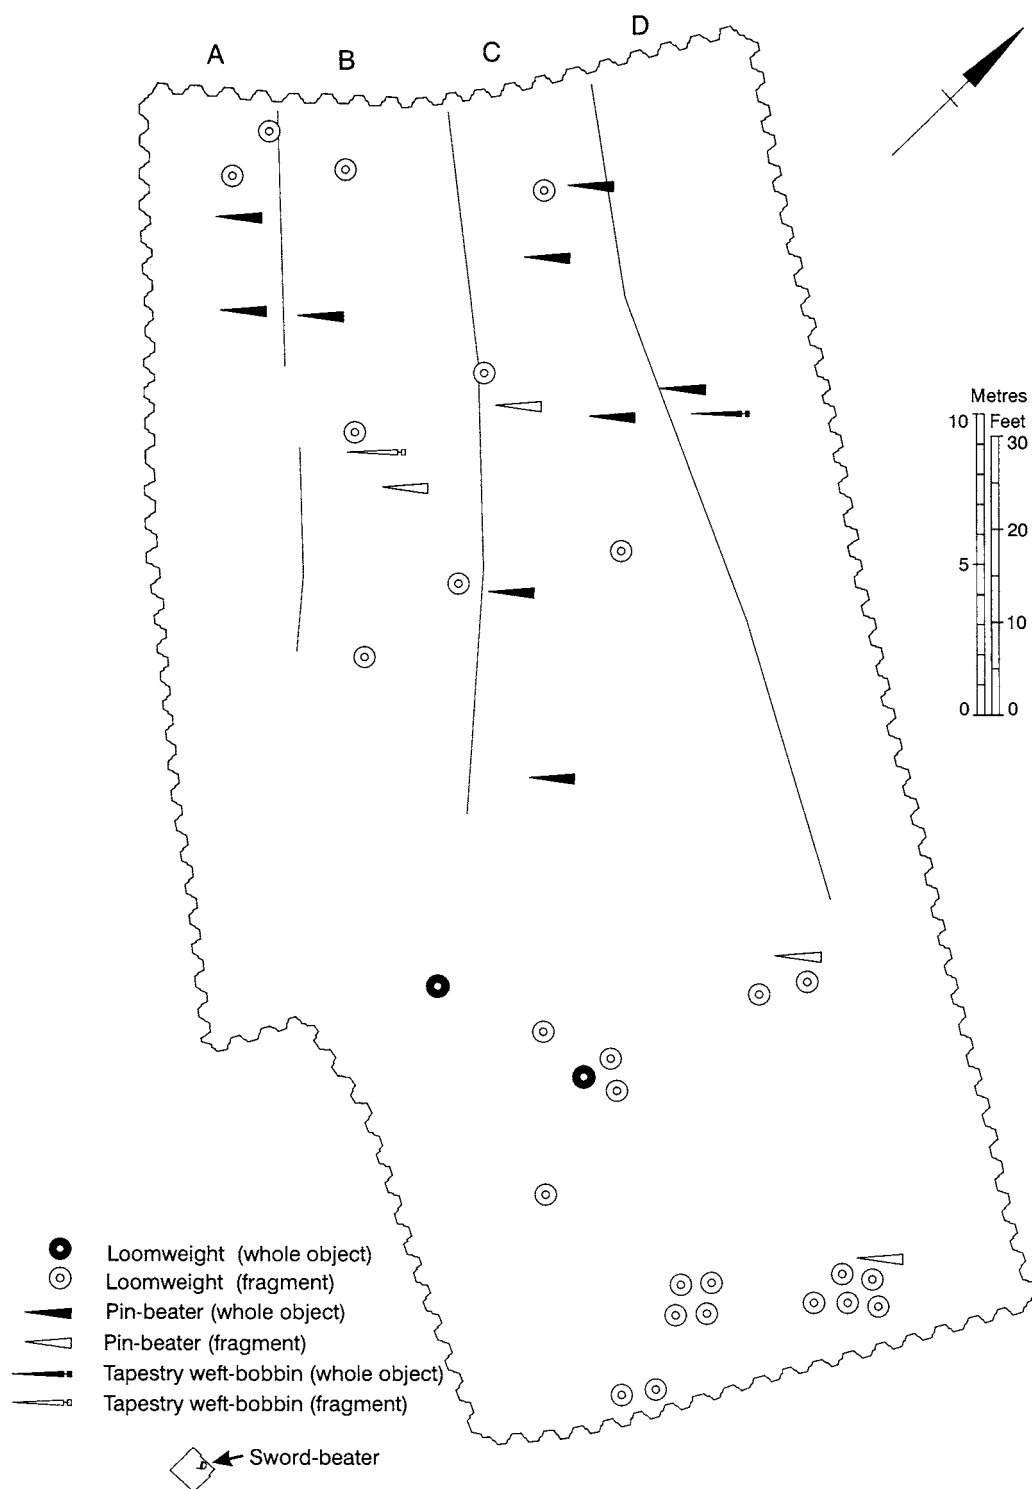 A
B
C
D
Metres
Feet
10
30
20
5
10
0
0
Loomweight (whole object)
Loomweight (fragment)
Pin-beater (whole object)
Pin-beater (fragment)
Tapestry weft-bobbin (whole object)
Tapestry weft-bobbin (fragment)
Sword-beater